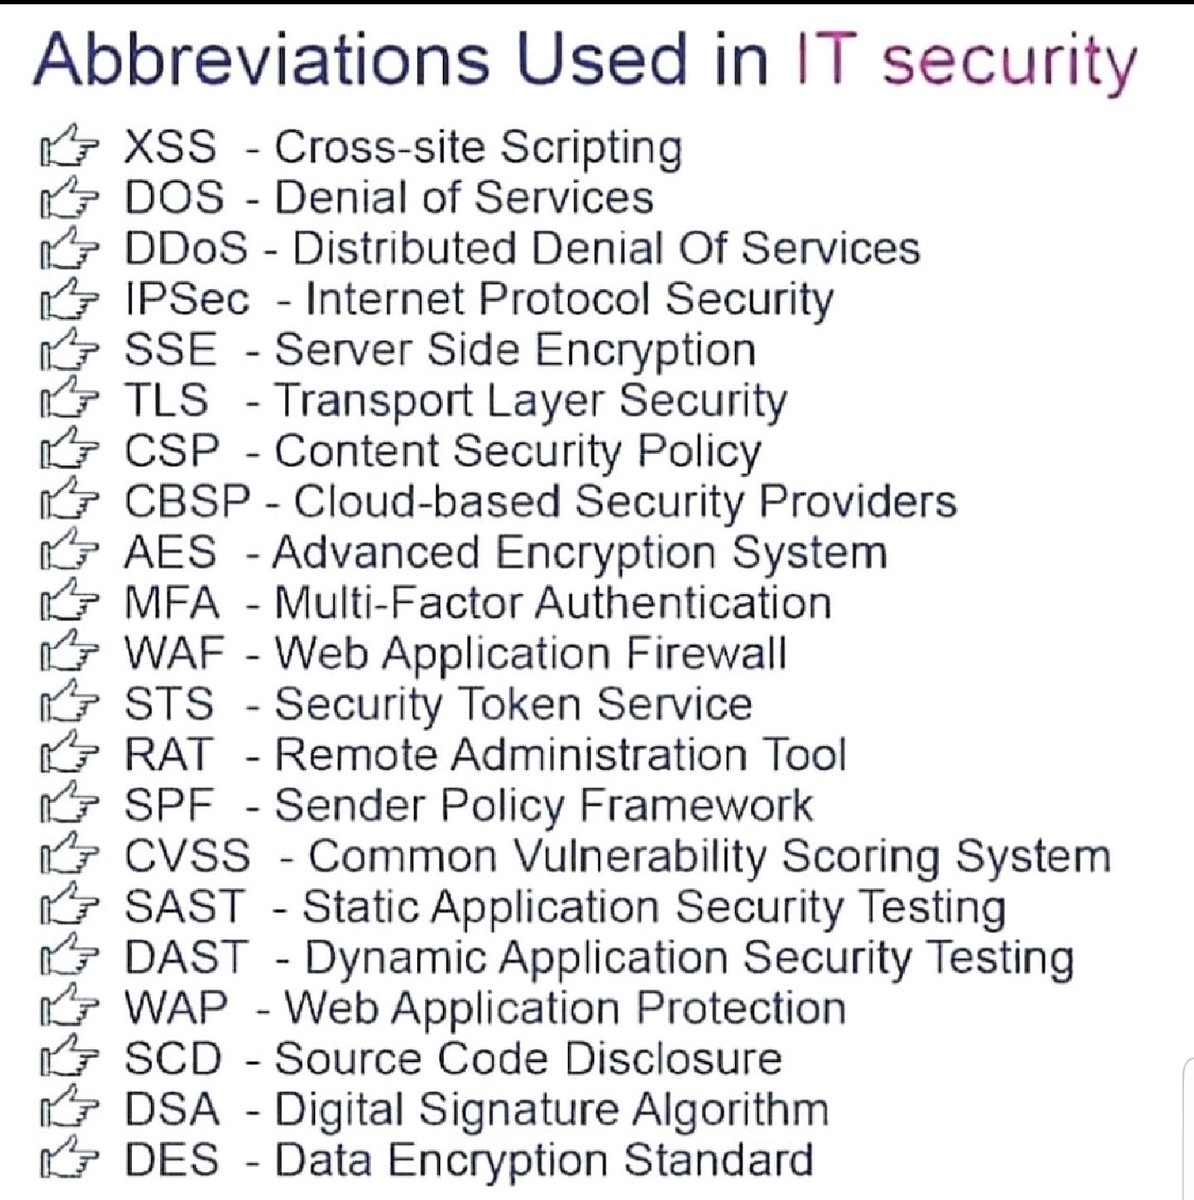 Abbreviations Used in IT security
XSS - Cross-site Scripting
DOS - Denial of Services
DDoS - Distributed Denial Of Services
IPSec - Internet Protocol Security
SSE - Server Side Encryption
TLS - Transport Layer Security
CSP - Content Security Policy
CBSP - Cloud-based Security Providers
AES - Advanced Encryption System
MFA - Multi-Factor Authentication
WAF - Web Application Firewall
STS - Security Token Service
RAT - Remote Administration Tool
SPF - Sender Policy Framework
CVSS - Common Vulnerability Scoring System
SAST - Static Application Security Testing
DAST - Dynamic Application Security Testing
WAP - Web Application Protection
SCD - Source Code Disclosure
DSA - Digital Signature Algorithm
DES - Data Encryption Standard